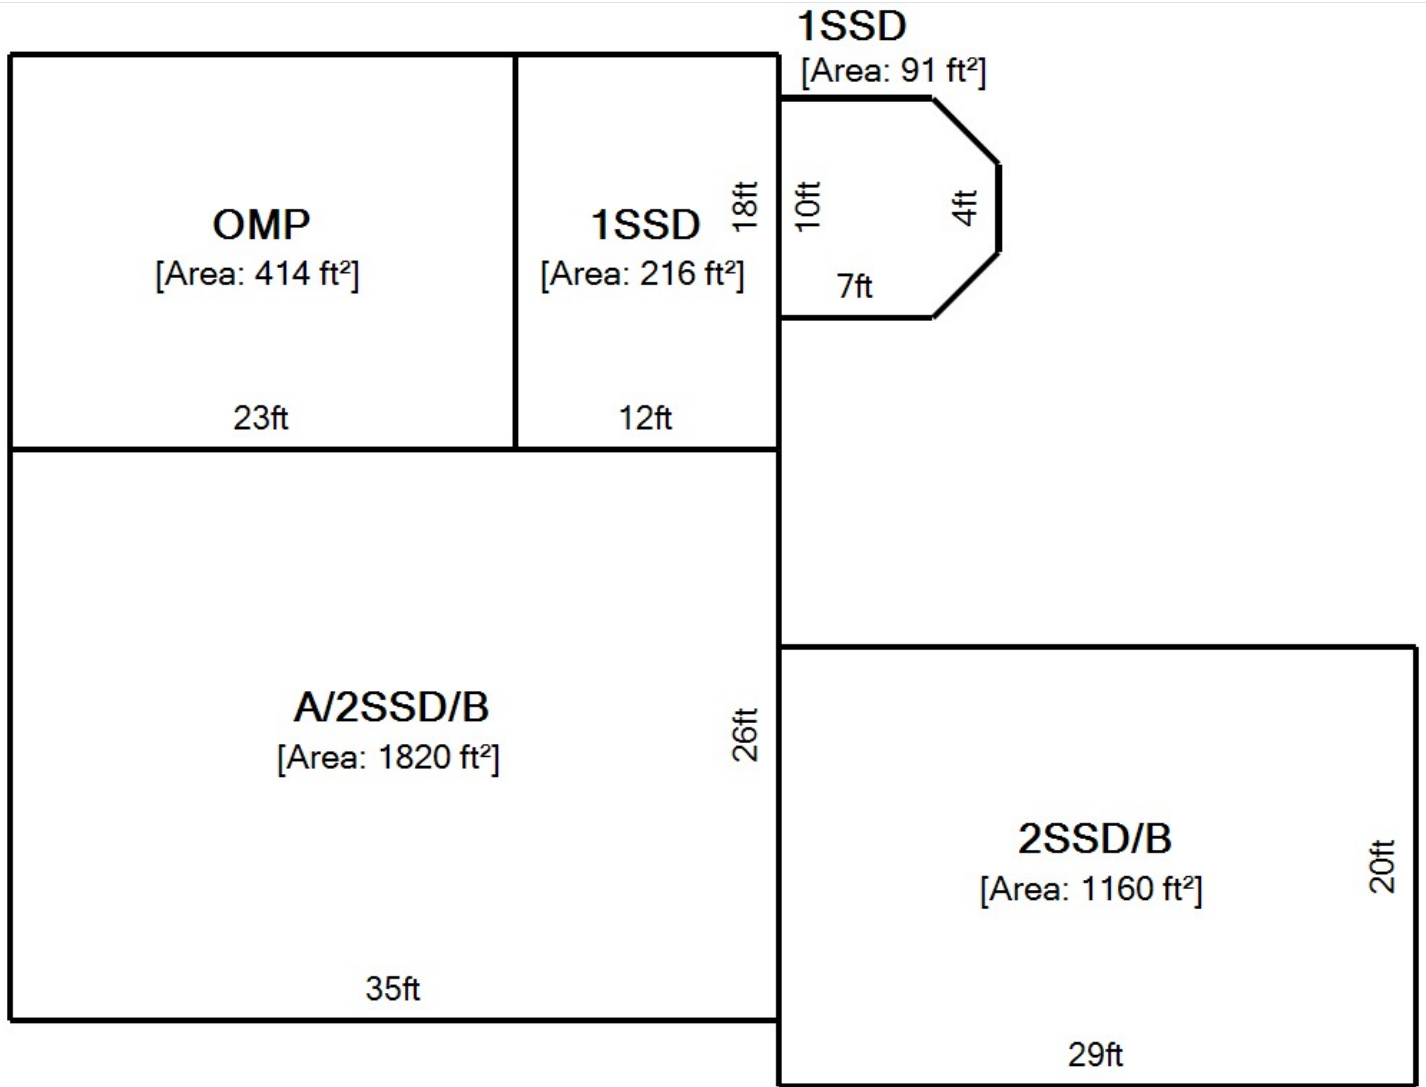 1SSD
[Area: 91 ft²]
OMP
[Area: 414 ft²]
23ft
1SSD
[Area: 216 ft²]
18ft
12ft
10ft
4ft
7ft
A/2SSD/B
[Area: 1820 ft²]
26ft
35ft
2SSD/B
[Area: 1160 ft²]
20ft
29ft